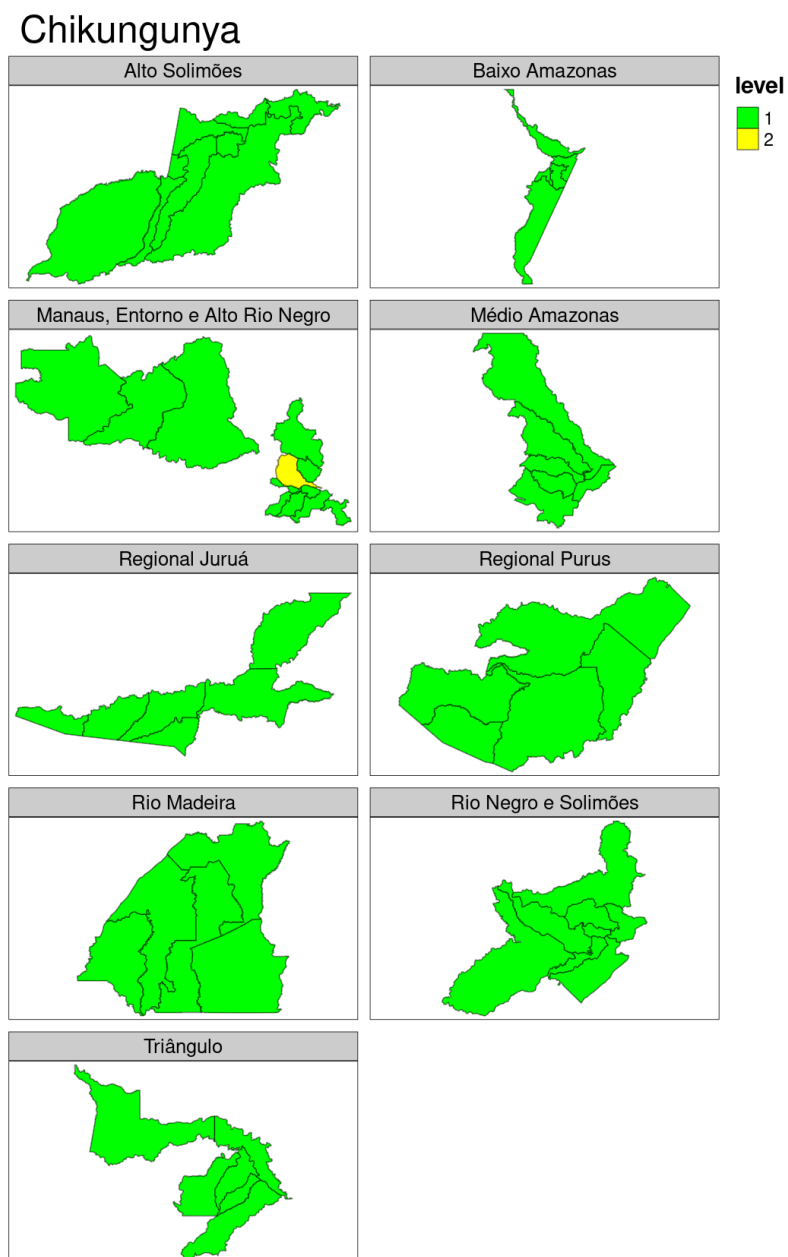 Chikungunya
Alto Solimões
Baixo Amazonas
level
1
2
Manaus, Entorno e Alto Rio Negro
Médio Amazonas
Regional Juruá
Regional Purus
Rio Madeira
Rio Negro e Solimões
Triângulo